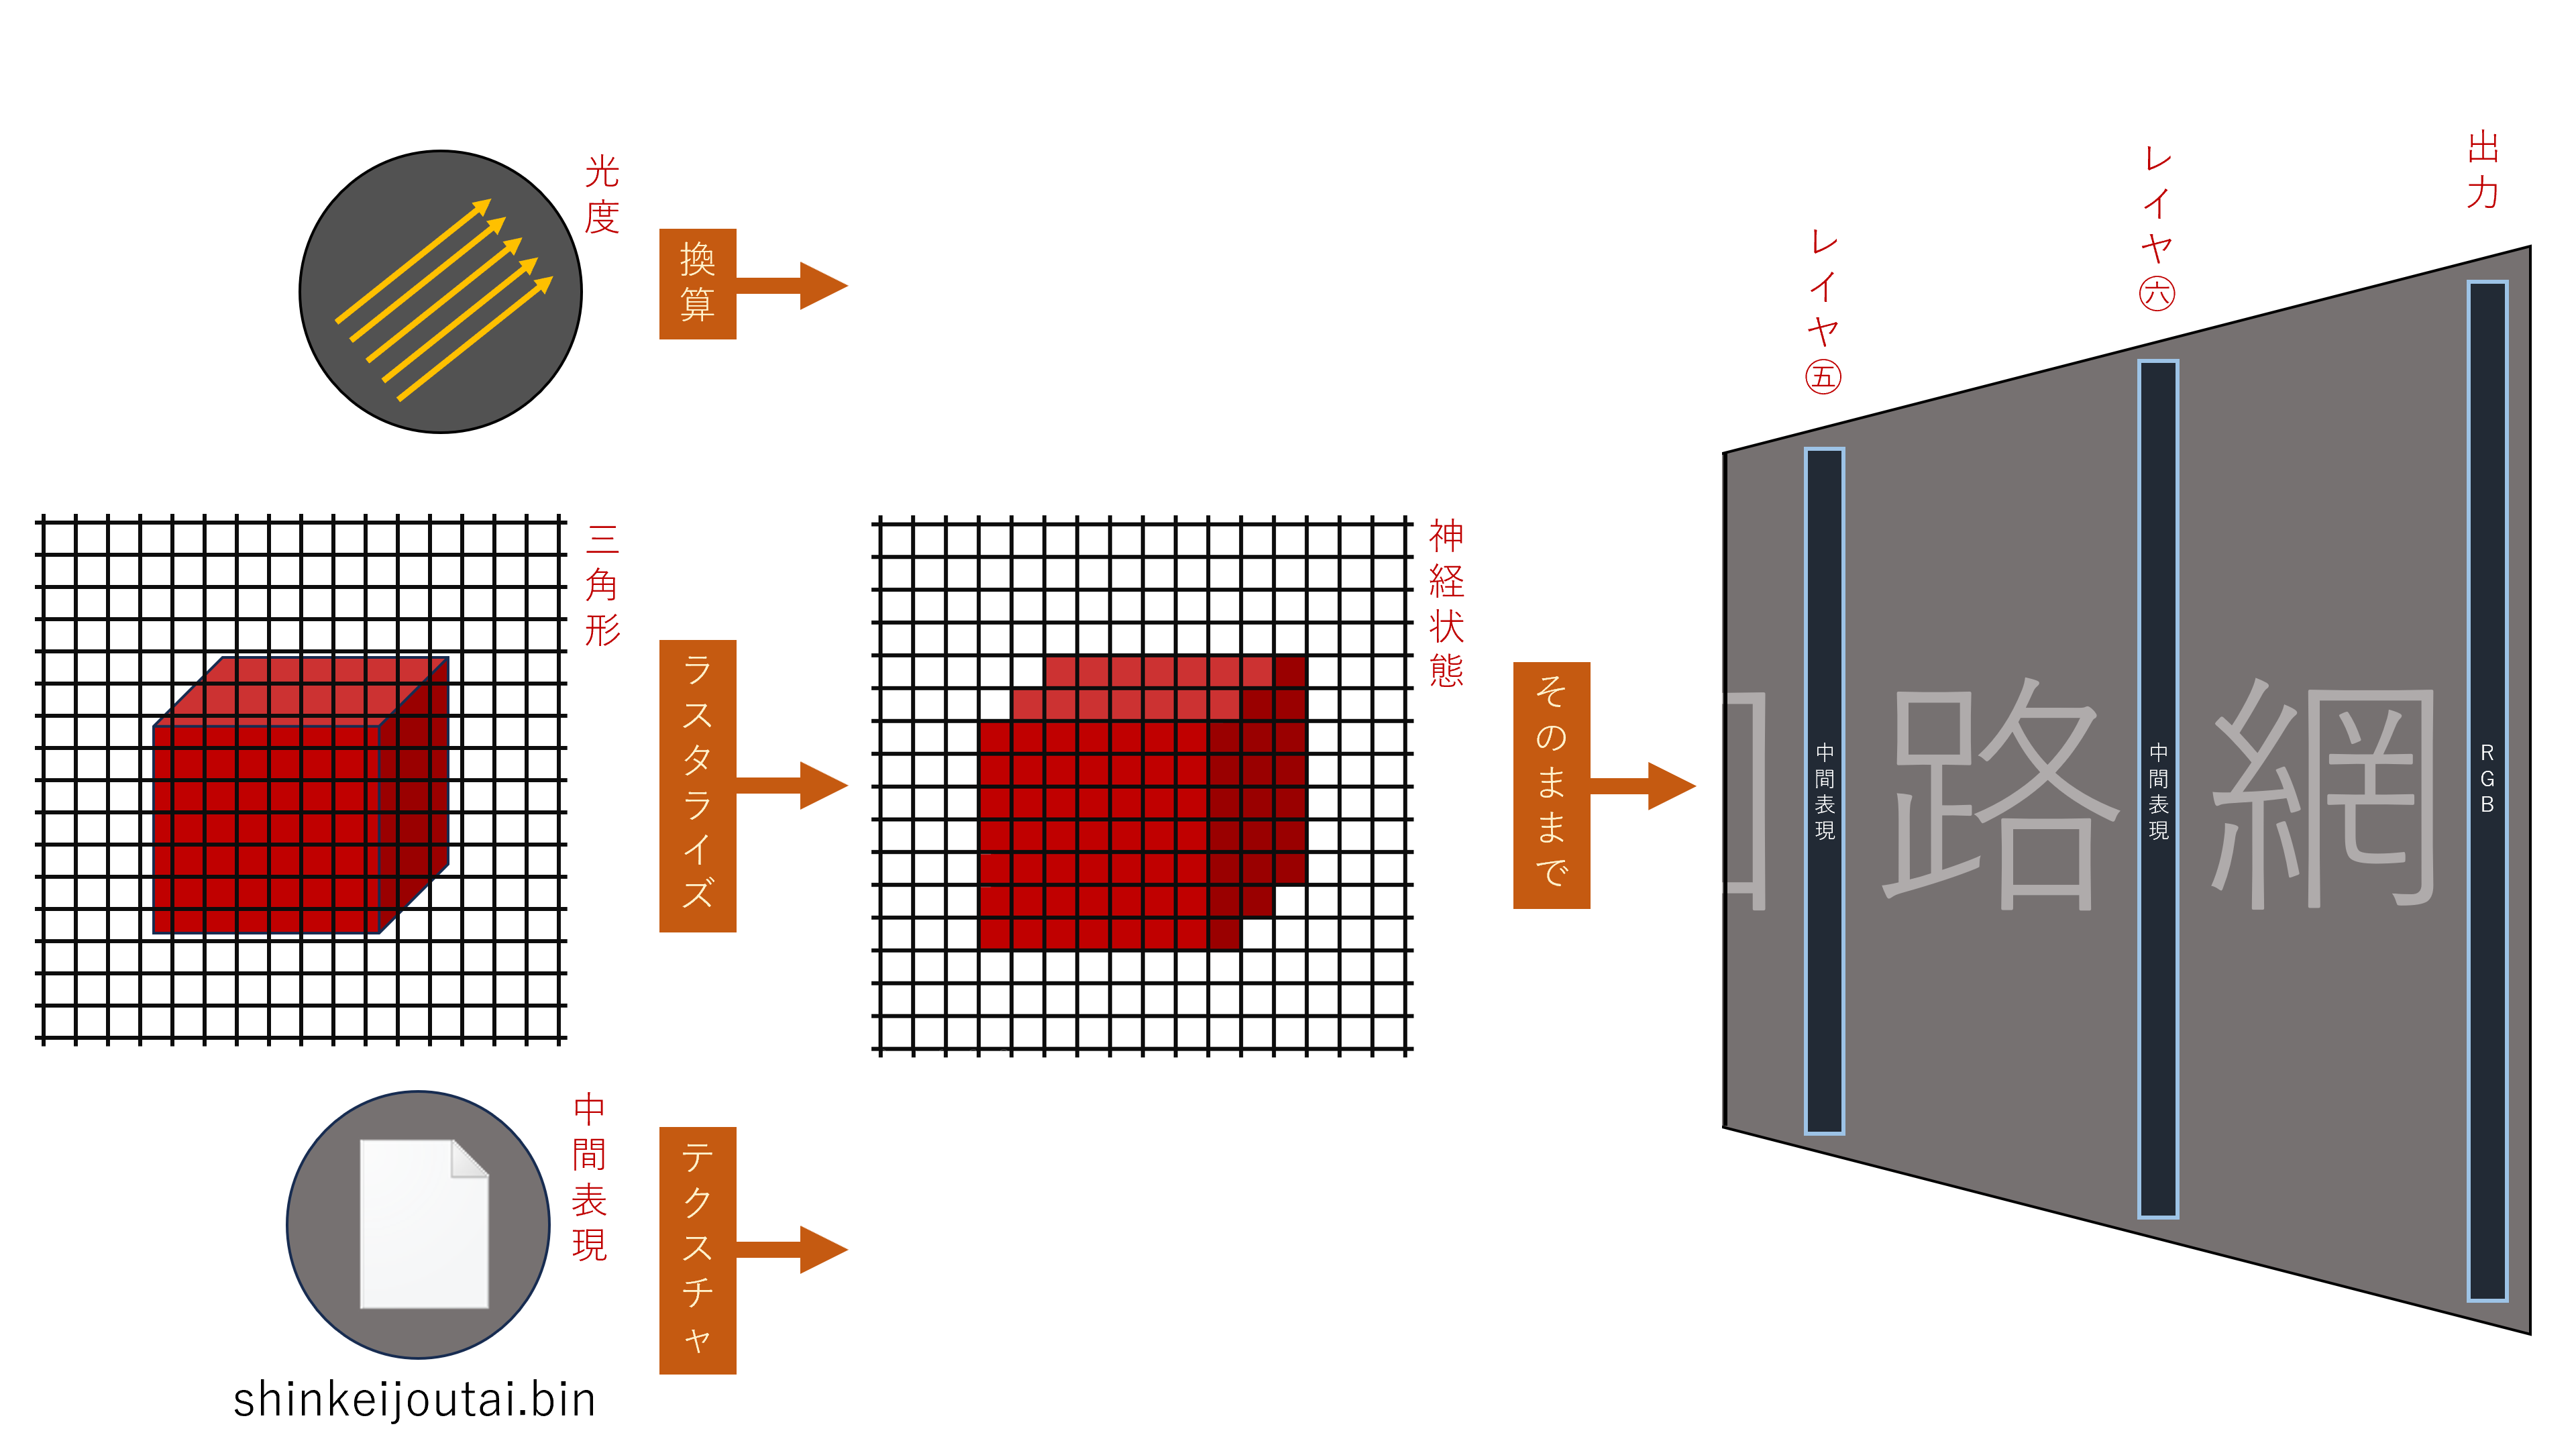 光度
換算
三角形
ラスタライズ
神経状態
そのままで
中間表現
shinkeijoutai.bin
テクスチャ
レイヤ㊄
レイヤ㊅
出力
路網
中間表現
中間表現
RGB